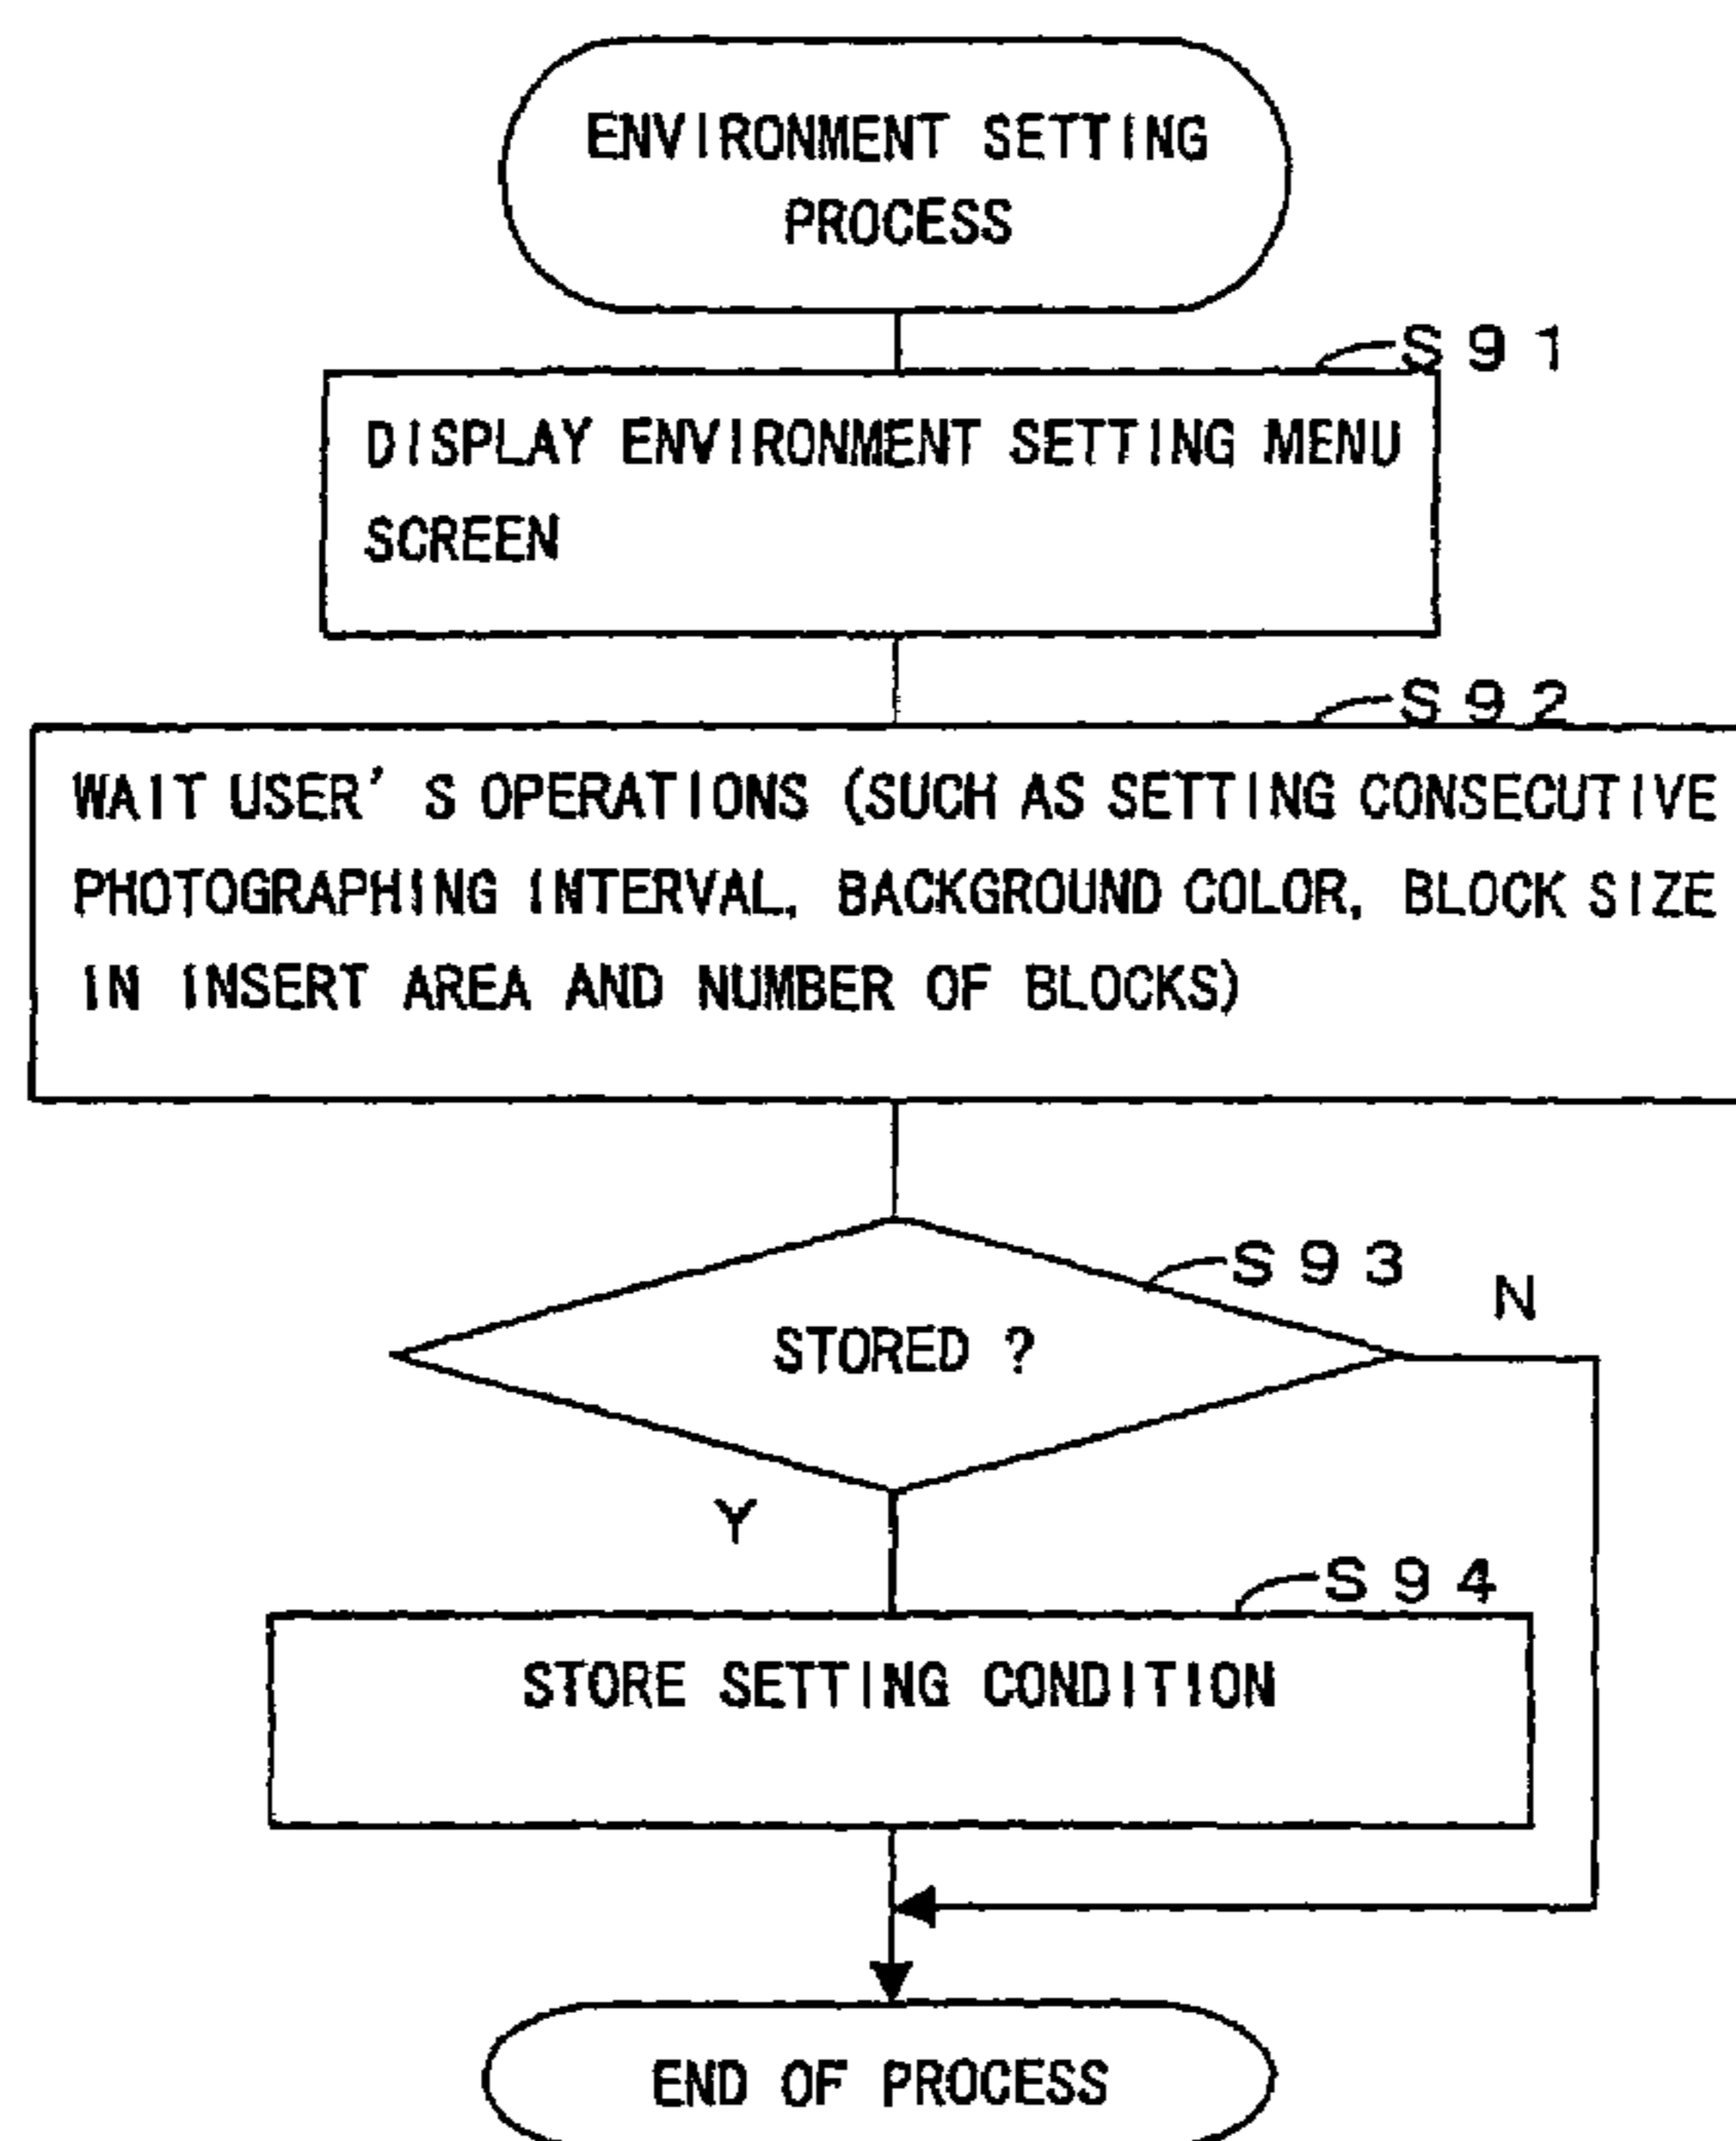 ENVIRONMENT SETTING
PROCESS
S91
DISPLAY ENVIRONMENT SETTING MENU
SCREEN
S92
WAIT USER'S OPERATIONS (SUCH AS SETTING CONSECUTIVE
PHOTOGRAPHING INTERVAL, BACKGROUND COLOR, BLOCK SIZE
IN INSERT AREA AND NUMBER OF BLOCKS)
S93
N
STORED ?
Y
S94
STORE SETTING CONDITION
END OF PROCESS